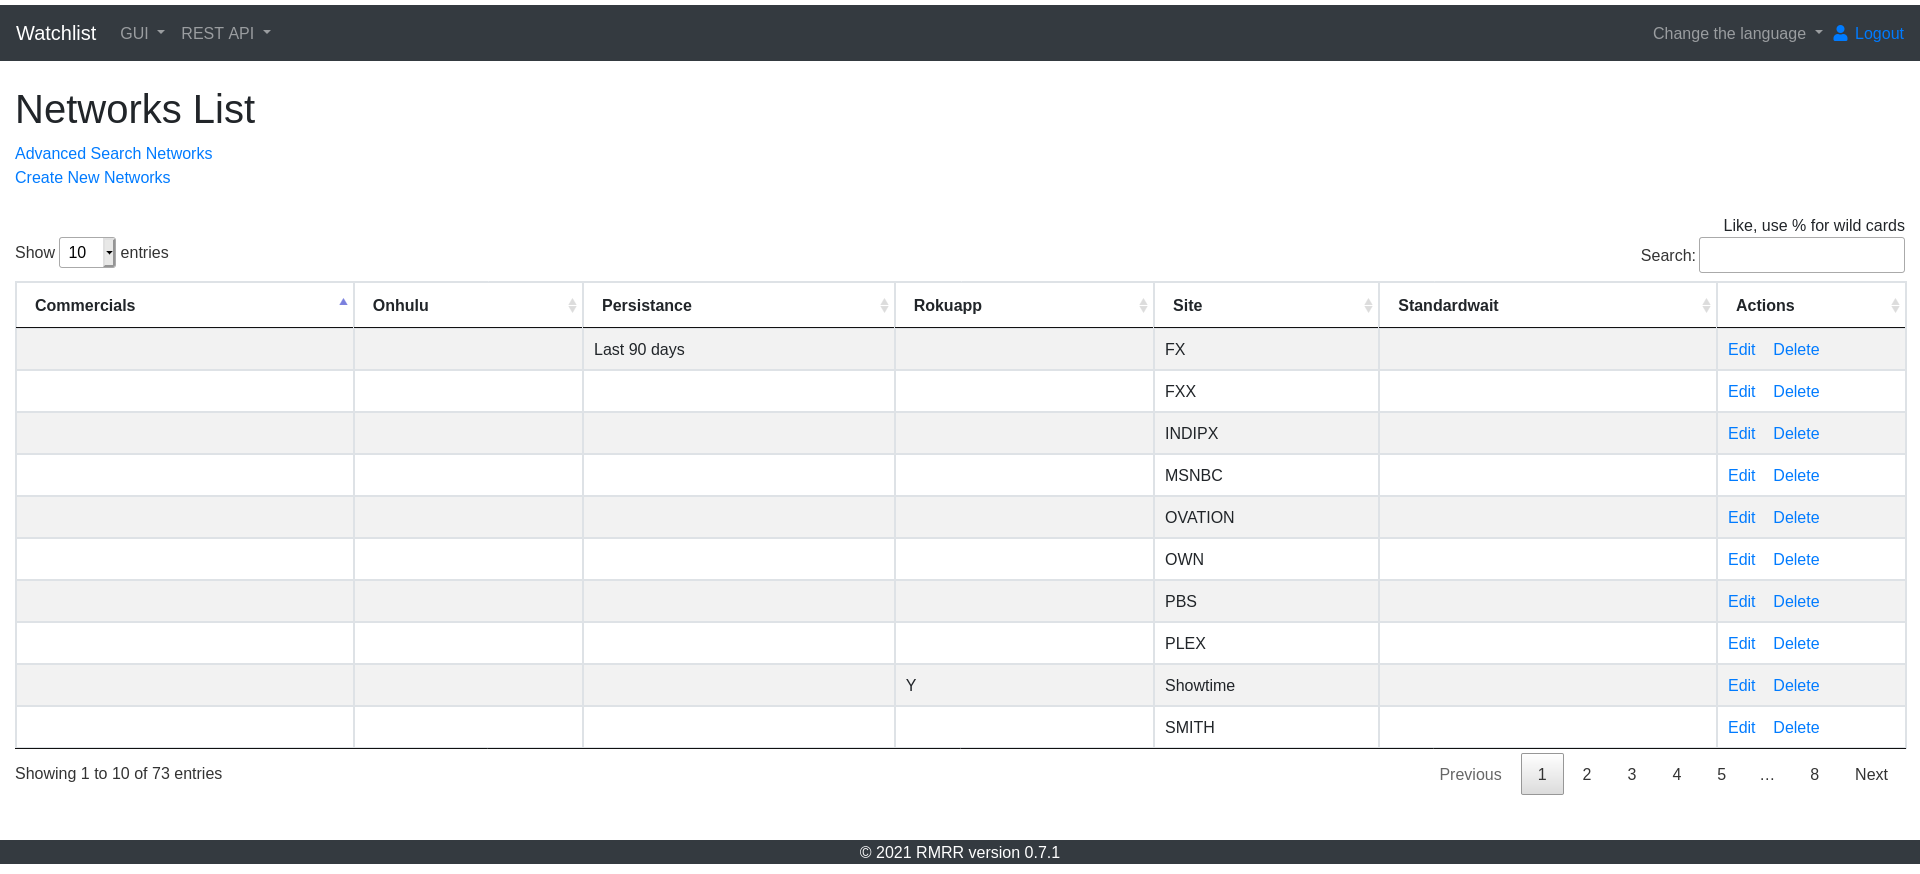 Watchlist GUI REST API Change the language Logout
Networks List
Advanced Search Networks
Create New Networks
Like, use % for wild cards
Show 10 entries Search:
Commercials Onhulu Persistance Rokuapp Site Standardwait Actions
Last 90 days FX Edit Delete
FXX Edit Delete
INDIPX Edit Delete
MSNBC Edit Delete
OVATION Edit Delete
OWN Edit Delete
PBS Edit Delete
PLEX Edit Delete
Y Showtime Edit Delete
SMITH Edit Delete
Showing 1 to 10 of 73 entries Previous 1 2 3 4 5 … 8 Next
© 2021 RMRR version 0.7.1